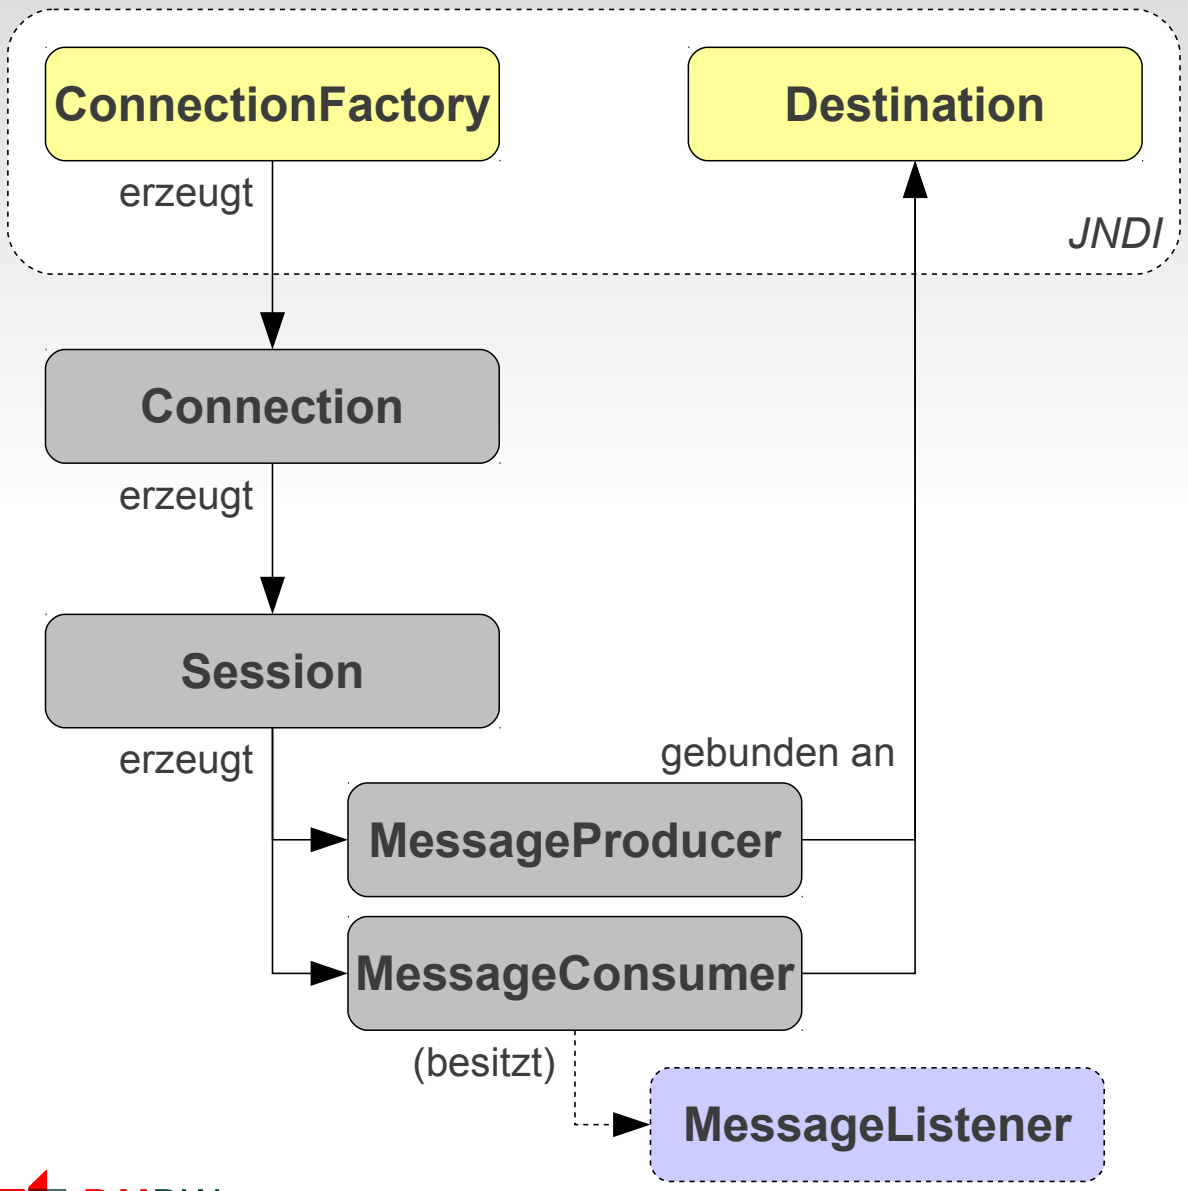 ConnectionFactory
Destination
erzeugt
JNDI
Connection
erzeugt
Session
erzeugt
gebunden an
MessageProducer
MessageConsumer
(besitzt)
MessageListener